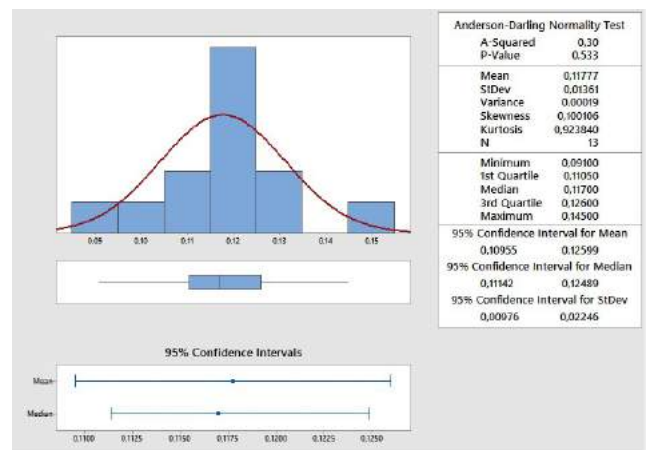 Anderson-Darling Normality Test
A-Squared 0,30
P-Value 0.533
Mean 0,11777
StDev 0,01361
Variance 0.00019
Skewness 0,100106
Kurtosis 0,923840
N 13
Minimum 0,09100
1st Quartile 0,11050
Median 0,11700
3rd Quartile 0,12600
Maximum 0,14500
95% Confidence Interval for Mean
0,10955 0,12599
95% Confidence Interval for Median
0,11142 0,12489
95% Confidence Interval for StDev
0,00976 0,02246
0,09 0,10 0,11 0,12 0,13 0,14 0,15
95% Confidence Intervals
Mean
Median
0,1100 0,1125 0,1150 0,1175 0,1200 0,1225 0,1250